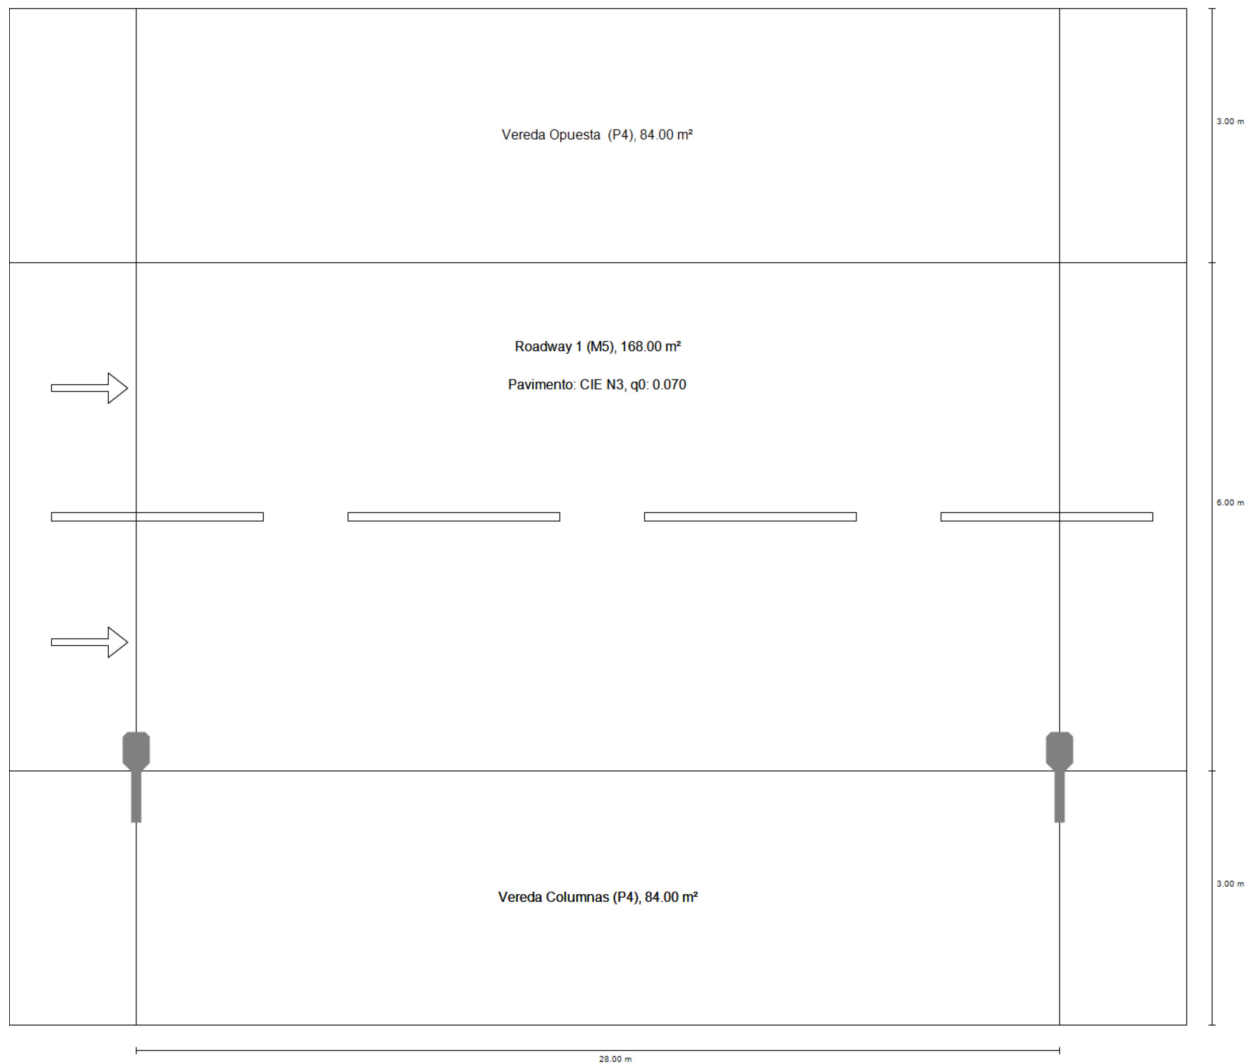 Vereda Opuesta  (P4), 84.00 m²
3.00 m
Roadway 1 (M5), 168.00 m²
Pavimento: CIE N3, q0: 0.070
6.00 m
Vereda Columnas (P4), 84.00 m²
3.00 m
28.00 m